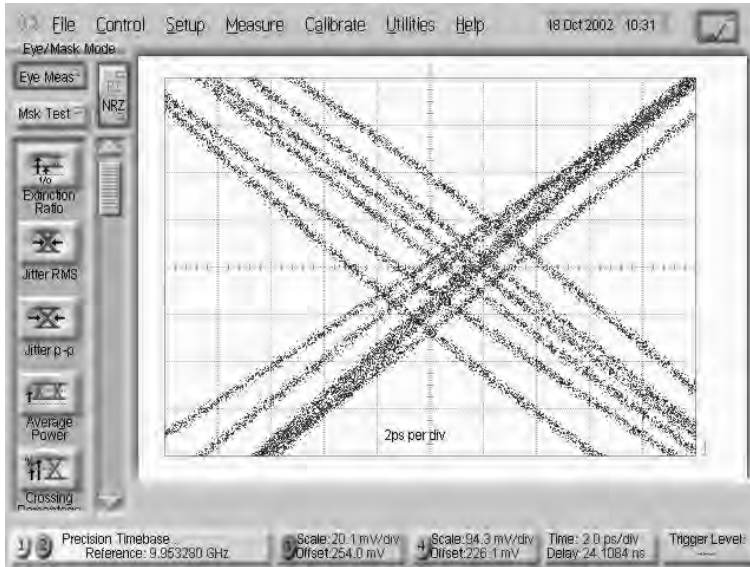 File Control Setup Measure Calibrate Utilities Help 18 Oct 2002 10:31
Eye/Mask Mode
Eye Meas
Msk Test
NRZ
Extinction
Ratio
Jitter RMS
Jitter p-p
Average
Power
Crossing
2ps per div
Precision Timebase...
Reference: 9.953280 GHz
Scale: 20.1 mV/div
Offset:254.0 mV
4
Scale: 94.3 mV/div
Offset:226.1 mV
Time: 2.0 ps/div
Delay:24.1084 ns
Trigger Level: